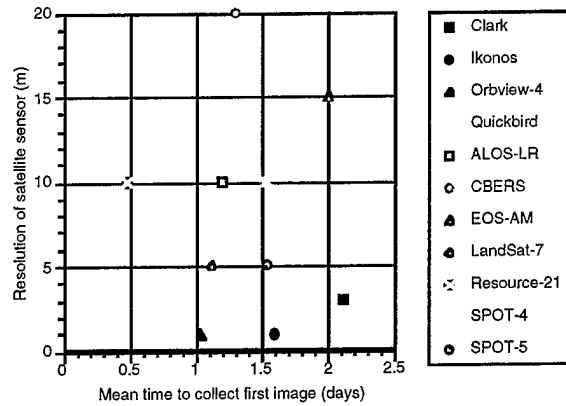 20
15
10
5
0
0 0.5 1 1.5 2 2.5
Resolution of satellite sensor (m)
Mean time to collect first image (days)
Clark
Ikonos
Orbview-4
Quickbird
ALOS-LR
CBERS
EOS-AM
LandSat-7
Resource-21
SPOT-4
SPOT-5